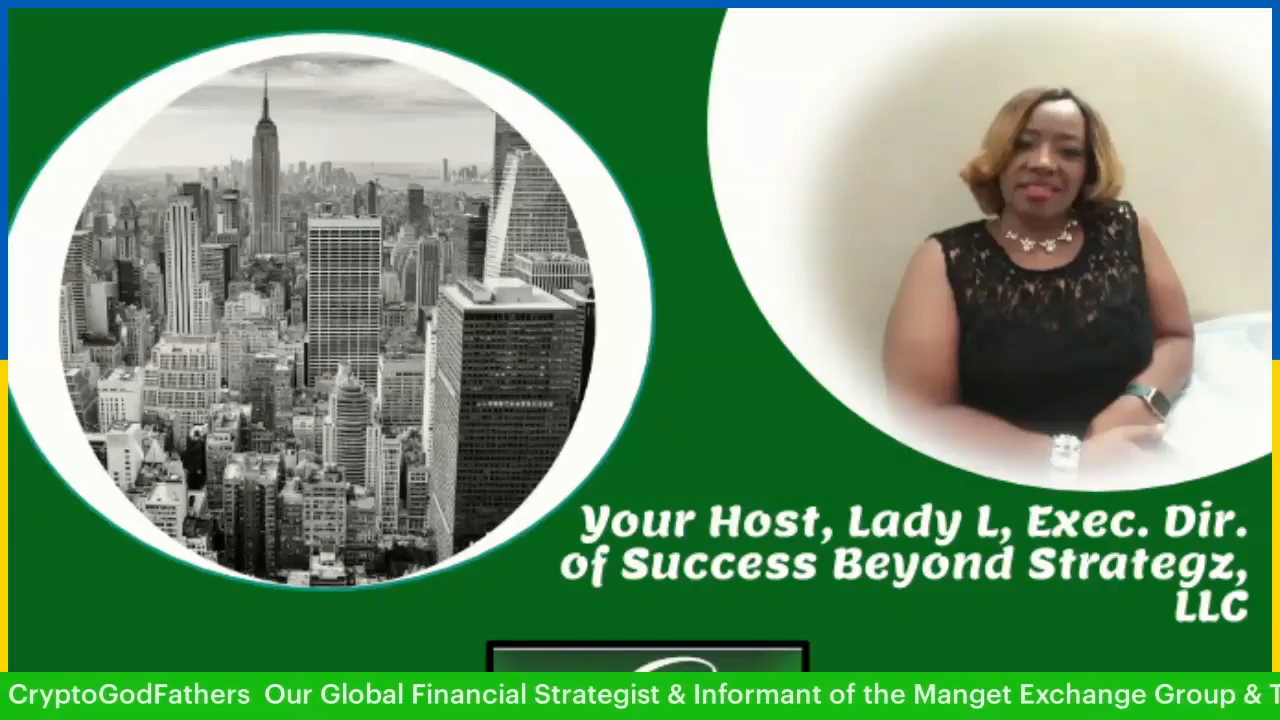 Your Host, Lady L, Exec. Dir.
of Success Beyond Strategz,
LLC
CryptoGodFathers Our Global Financial Strategist & Informant of the Manget Exchange Group &